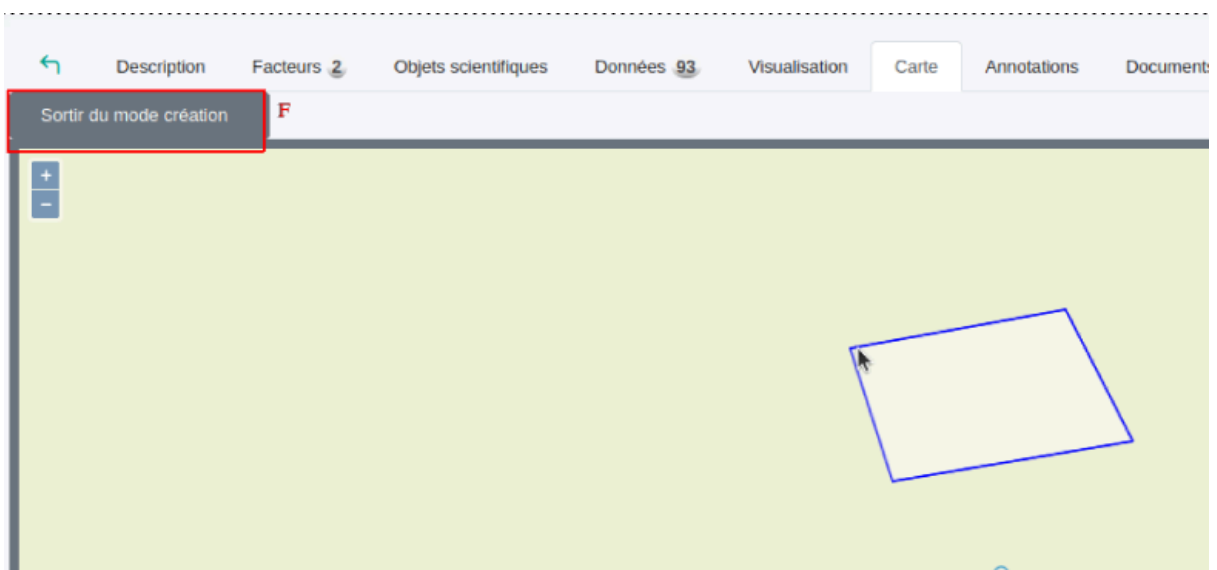 Description Facteurs 2 Objets scientifiques Données 93 Visualisation Carte Annotations Documents
Sortir du mode création F
+
−